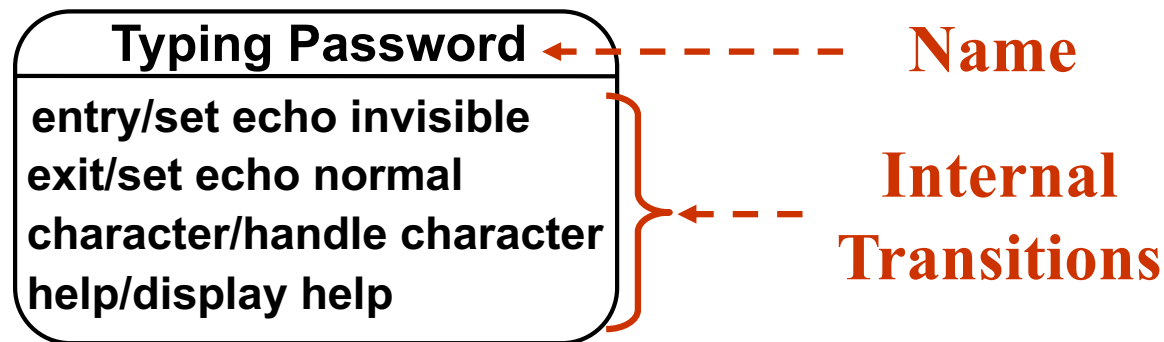 Typing Password
entry/set echo invisible
exit/set echo normal
character/handle character
help/display help
Name
Internal
Transitions